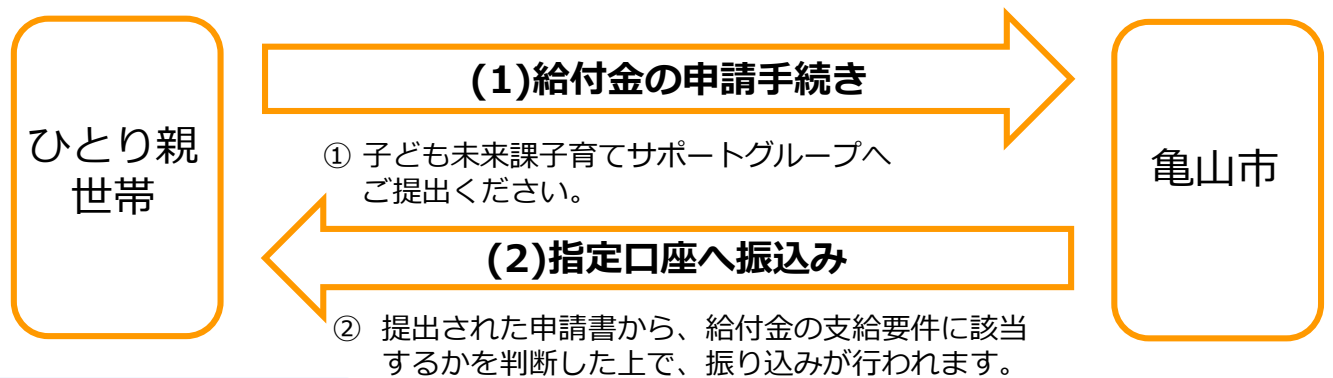 ひとり親
世帯
(1)給付金の申請手続き
① 子ども未来課子育てサポートグループへ
ご提出ください。
(2)指定口座へ振込み
② 提出された申請書から、給付金の支給要件に該当
するかを判断した上で、振り込みが行われます。
亀山市